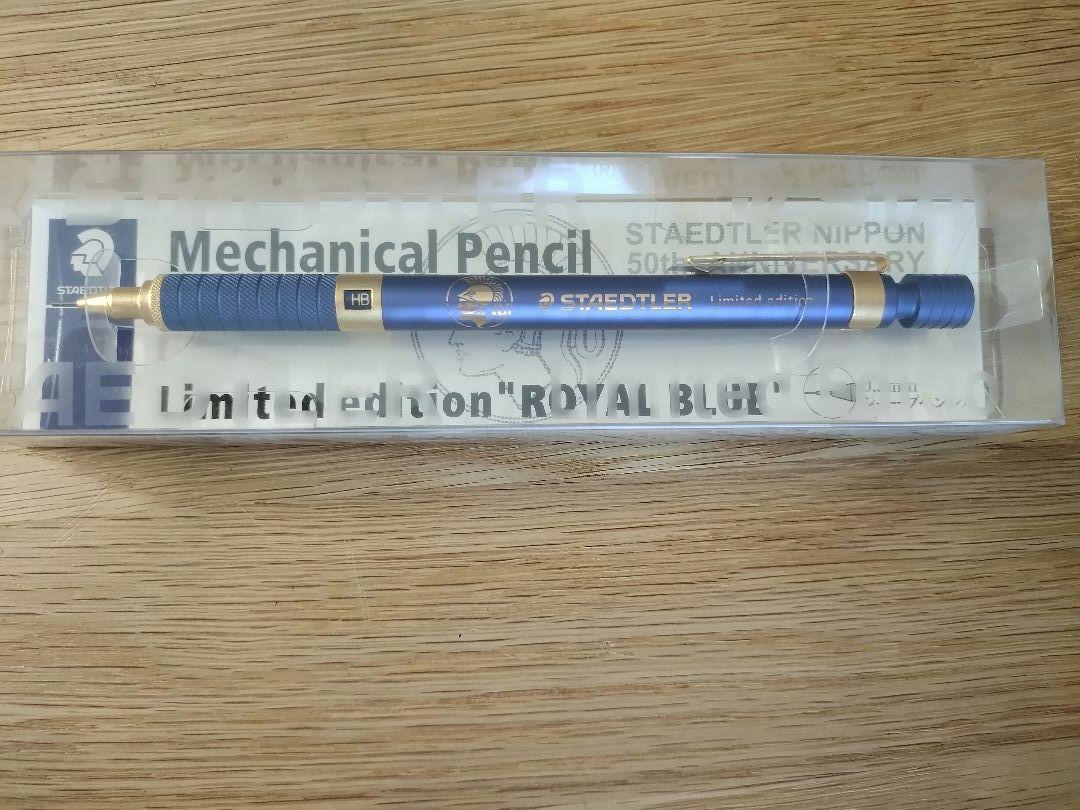 Mechanical Pencil
STAEDTLER NIPPON
50th ANNIVERSARY
STAEDTLER
HB
STAEDTLER Limited edition
Limited edition "ROYAL BLUE"